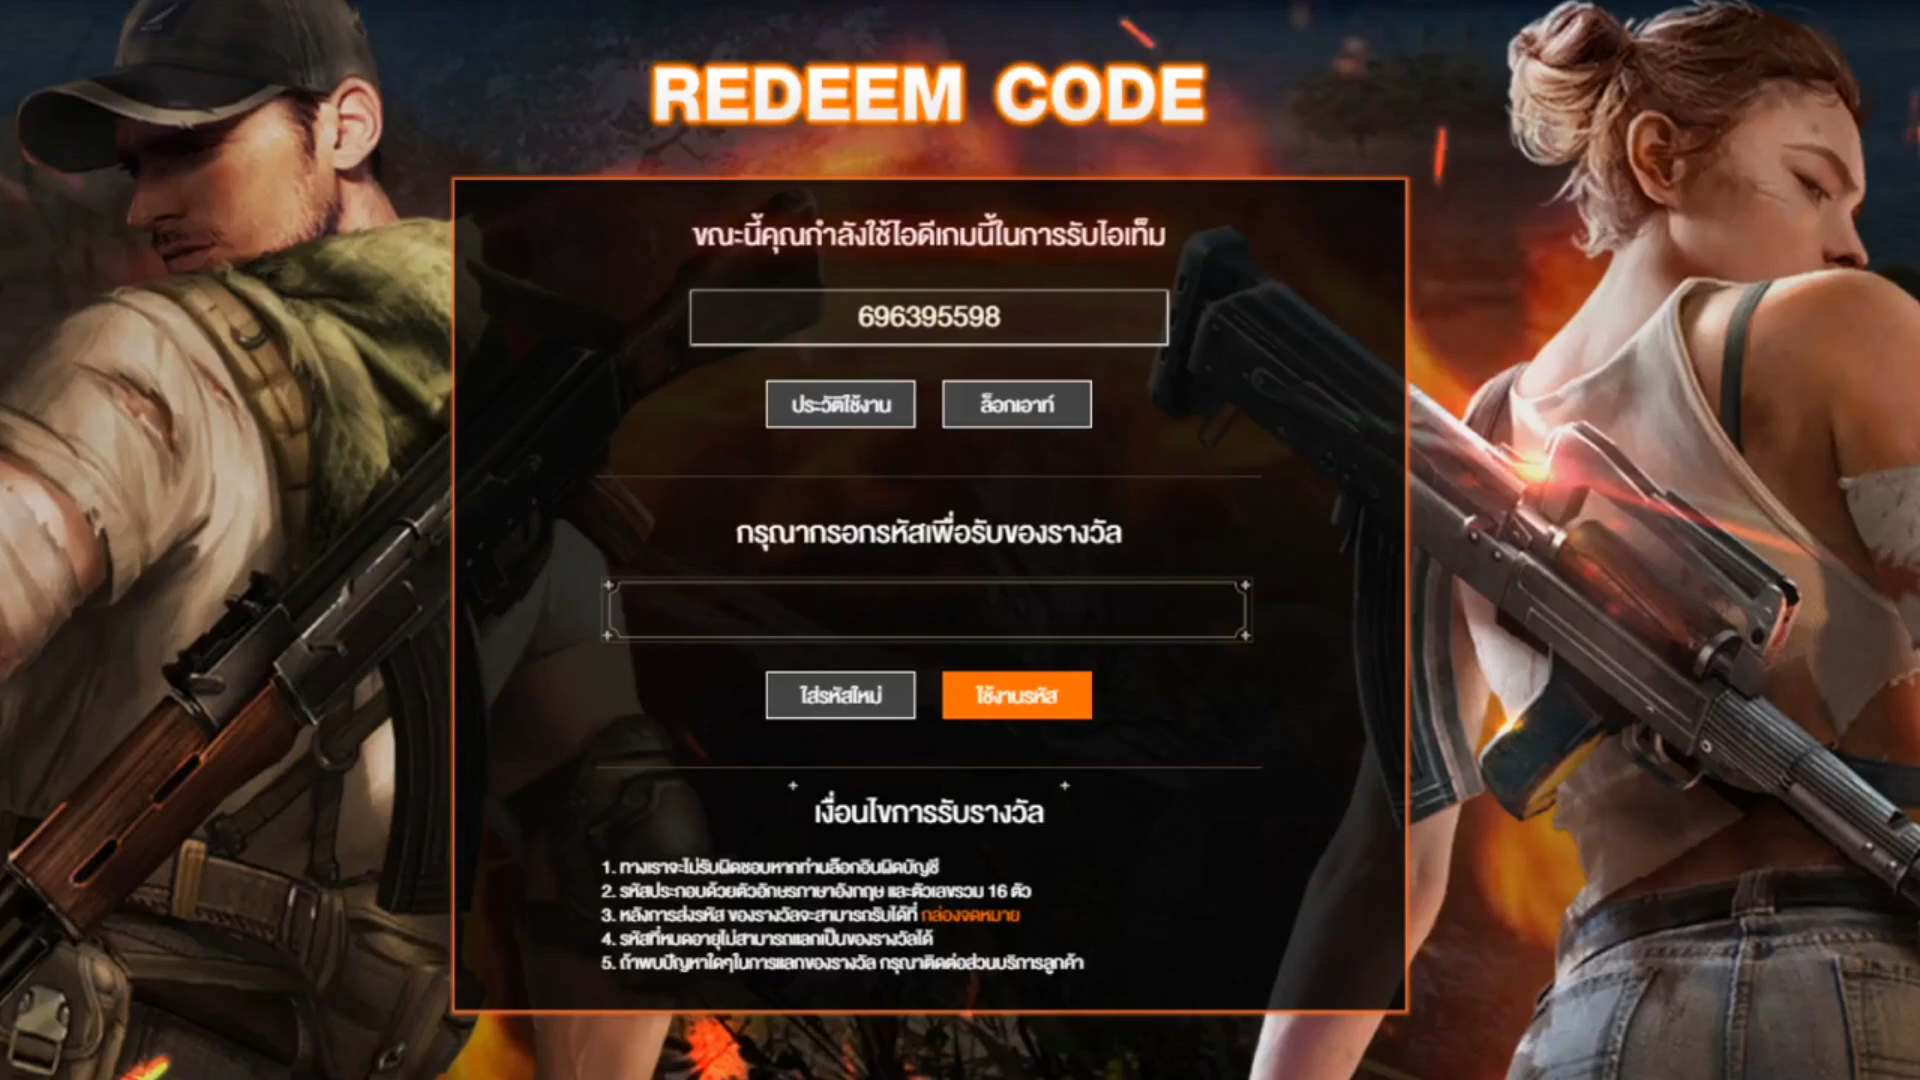 REDEEM CODE
ขณะนี้คุณกำลังใช้ไอดีเกมนี้ในการรับไอเท็ม
696395598
ประวัติใช้งาน
ล็อกเอาท์
กรุณากรอกรหัสเพื่อรับของรางวัล
ใส่รหัสใหม่
ใช้งานรหัส
เงื่อนไขการรับรางวัล
1. ทางเราจะไม่รับผิดชอบหากท่านล็อกอินผิดบัญชี
2. รหัสประกอบด้วยตัวอักษรภาษาอังกฤษ และตัวเลขรวม 16 ตัว
3. หลังการส่งรหัส ของรางวัลจะสามารถรับได้ที่ กล่องจดหมาย
4. รหัสที่หมดอายุไม่สามารถแลกเป็นของรางวัลได้
5. ถ้าพบปัญหาใดๆในการแลกของรางวัล กรุณาติดต่อส่วนบริการลูกค้า